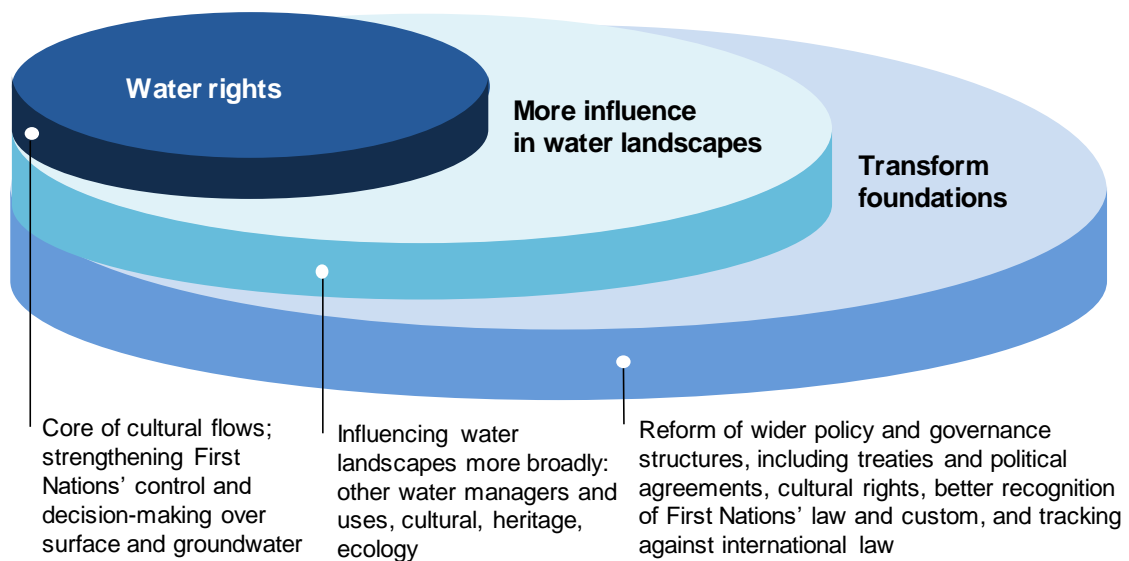 Water rights
More influence
in water landscapes
Transform
foundations
Core of cultural flows;
strengthening First
Nations’ control and
decision-making over
surface and groundwater
Influencing water
landscapes more broadly:
other water managers and
uses, cultural, heritage,
ecology
Reform of wider policy and governance
structures, including treaties and political
agreements, cultural rights, better recognition
of First Nations’ law and custom, and tracking
against international law